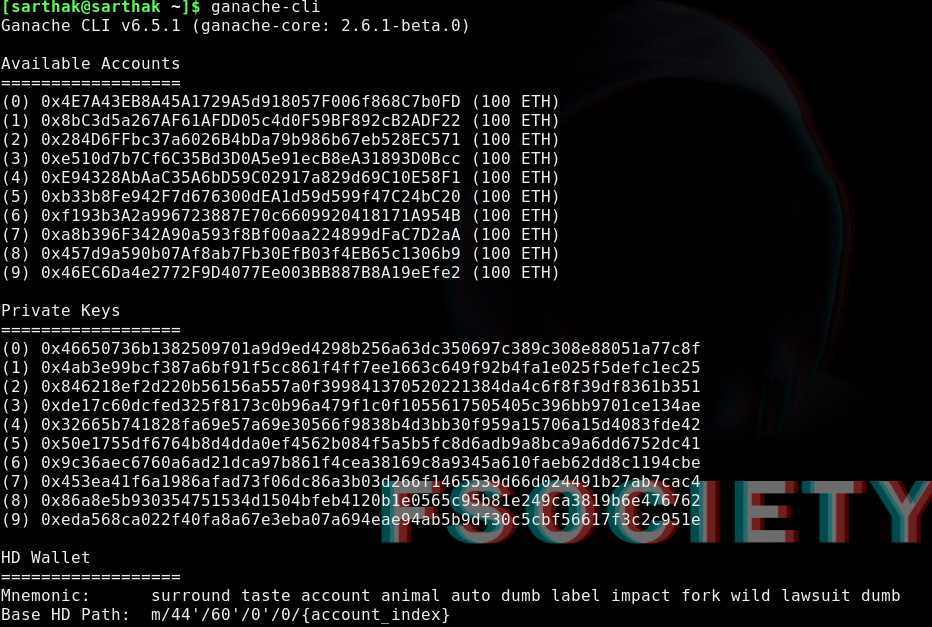 [sarthak@sarthak ~]$ ganache-cli
Ganache CLI v6.5.1 (ganache-core: 2.6.1-beta.0)

Available Accounts
==================
(0) 0x4E7A43EB8A45A1729A5d918057F006f868C7b0FD (100 ETH)
(1) 0x8bC3d5a267AF61AFDD05c4d0F59BF892cB2ADF22 (100 ETH)
(2) 0x284D6FFbc37a6026B4bDa79b986b67eb528EC571 (100 ETH)
(3) 0xe510d7b7Cf6C35Bd3D0A5e91ecB8eA31893D0Bcc (100 ETH)
(4) 0xE94328AbAaC35A6bD59C02917a829d69C10E58F1 (100 ETH)
(5) 0xb33b8Fe942F7d676300dEA1d59d599f47C24bC20 (100 ETH)
(6) 0xf193b3A2a996723887E70c6609920418171A954B (100 ETH)
(7) 0xa8b396F342A90a593f8Bf00aa224899dFaC7D2aA (100 ETH)
(8) 0x457d9a590b07Af8ab7Fb30EfB03f4EB65c1306b9 (100 ETH)
(9) 0x46EC6Da4e2772F9D4077Ee003BB887B8A19eEfe2 (100 ETH)

Private Keys
==================
(0) 0x46650736b1382509701a9d9ed4298b256a63dc350697c389c308e88051a77c8f
(1) 0x4ab3e99bcf387a6bf91f5cc861f4ff7ee1663c649f92b4fa1e025f5defc1ec25
(2) 0x846218ef2d220b56156a557a0f399841370520221384da4c6f8f39df8361b351
(3) 0xde17c60dcfed325f8173c0b96a479f1c0f1055617505405c396bb9701ce134ae
(4) 0x32665b741828fa69e57a69e30566f9838b4d3bb30f959a15706a15d4083fde42
(5) 0x50e1755df6764b8d4dda0ef4562b084f5a5b5fc8d6adb9a8bca9a6dd6752dc41
(6) 0x9c36aec6760a6ad21dca97b861f4cea38169c8a9345a610faeb62dd8c1194cbe
(7) 0x453ea41f6a1986afad73f06dc86a3b03d266f1465539d66d024491b27ab7cac4
(8) 0x86a8e5b930354751534d1504bfeb4120b1e0565c95b81e249ca3819b6e476762
(9) 0xeda568ca022f40fa8a67e3eba07a694eae94ab5b9df30c5cbf56617f3c2c951e
FSOCIETY

HD Wallet
==================
Mnemonic:      surround taste account animal auto dumb label impact fork wild lawsuit dumb
Base HD Path:  m/44'/60'/0'/0/{account_index}